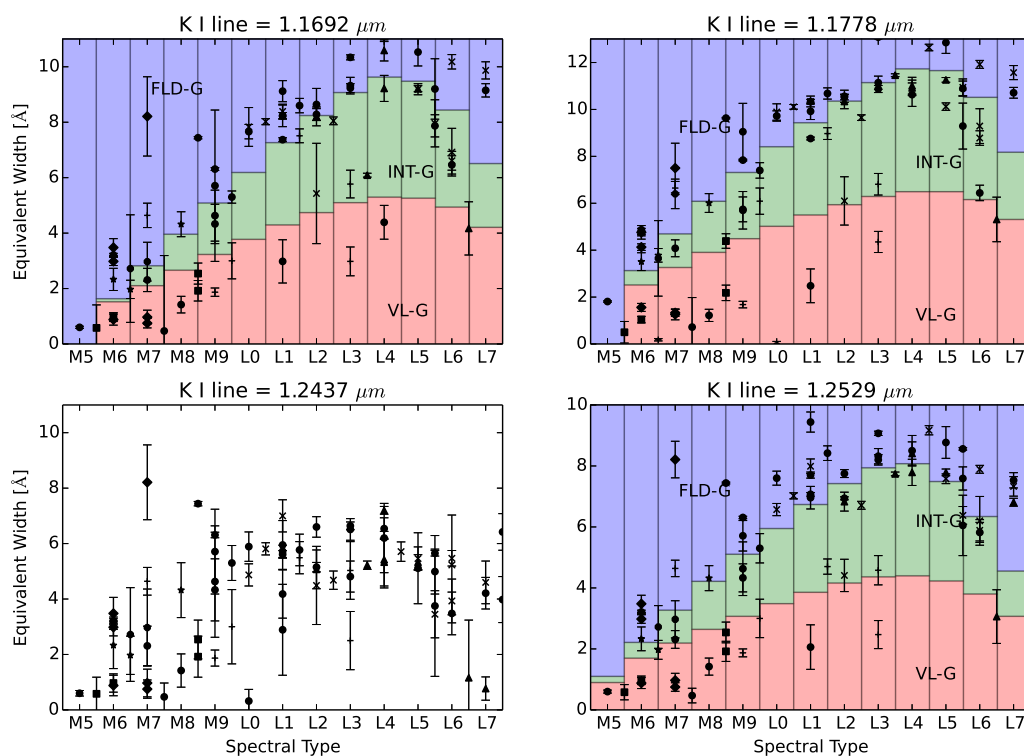 K I line = 1.1692 μm
K I line = 1.1778 μm
Equivalent Width [Å]
10
8
6
4
2
0
FLD-G
INT-G
VL-G
M5 M6 M7 M8 M9 L0 L1 L2 L3 L4 L5 L6 L7
12
10
8
6
4
2
0
FLD-G
INT-G
VL-G
M5 M6 M7 M8 M9 L0 L1 L2 L3 L4 L5 L6 L7
K I line = 1.2437 μm
K I line = 1.2529 μm
Equivalent Width [Å]
10
8
6
4
2
0
M5 M6 M7 M8 M9 L0 L1 L2 L3 L4 L5 L6 L7
Spectral Type
10
8
6
4
2
0
FLD-G
INT-G
VL-G
M5 M6 M7 M8 M9 L0 L1 L2 L3 L4 L5 L6 L7
Spectral Type